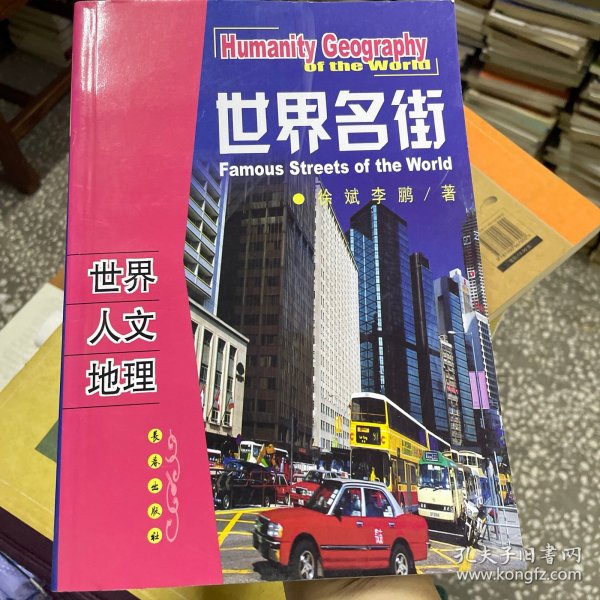 Humanity Geography
of the World
世界名街
Famous Streets of the World
徐斌李鹏/著
世界
人文
地理
长春出版社
孔夫子旧书网
www.kongfz.com